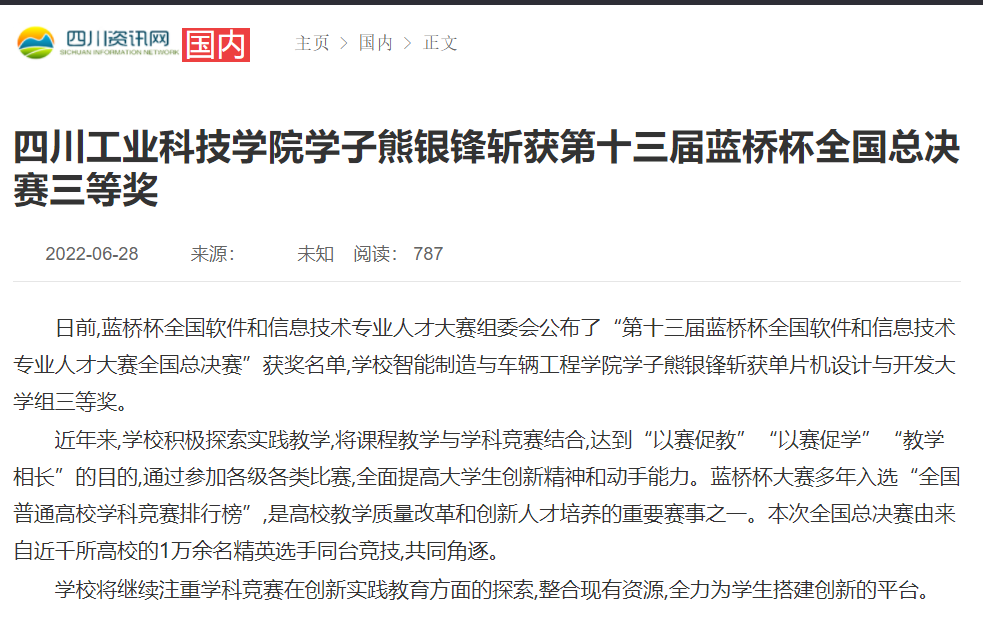 四川资讯网 国内 主页 > 国内 > 正文
SICHUAN INFORMATION NETWORK
四川工业科技学院学子熊银锋斩获第十三届蓝桥杯全国总决
赛三等奖
2022-06-28 来源： 未知 阅读： 787
日前,蓝桥杯全国软件和信息技术专业人才大赛组委会公布了“第十三届蓝桥杯全国软件和信息技术
专业人才大赛全国总决赛”获奖名单,学校智能制造与车辆工程学院学子熊银锋斩获单片机设计与开发大
学组三等奖。
近年来,学校积极探索实践教学,将课程教学与学科竞赛结合,达到“以赛促教”“以赛促学”“教学
相长”的目的,通过参加各级各类比赛,全面提高大学生创新精神和动手能力。蓝桥杯大赛多年入选“全国
普通高校学科竞赛排行榜”,是高校教学质量改革和创新人才培养的重要赛事之一。本次全国总决赛由来
自近千所高校的1万余名精英选手同台竞技,共同角逐。
学校将继续注重学科竞赛在创新实践教育方面的探索,整合现有资源,全力为学生搭建创新的平台。